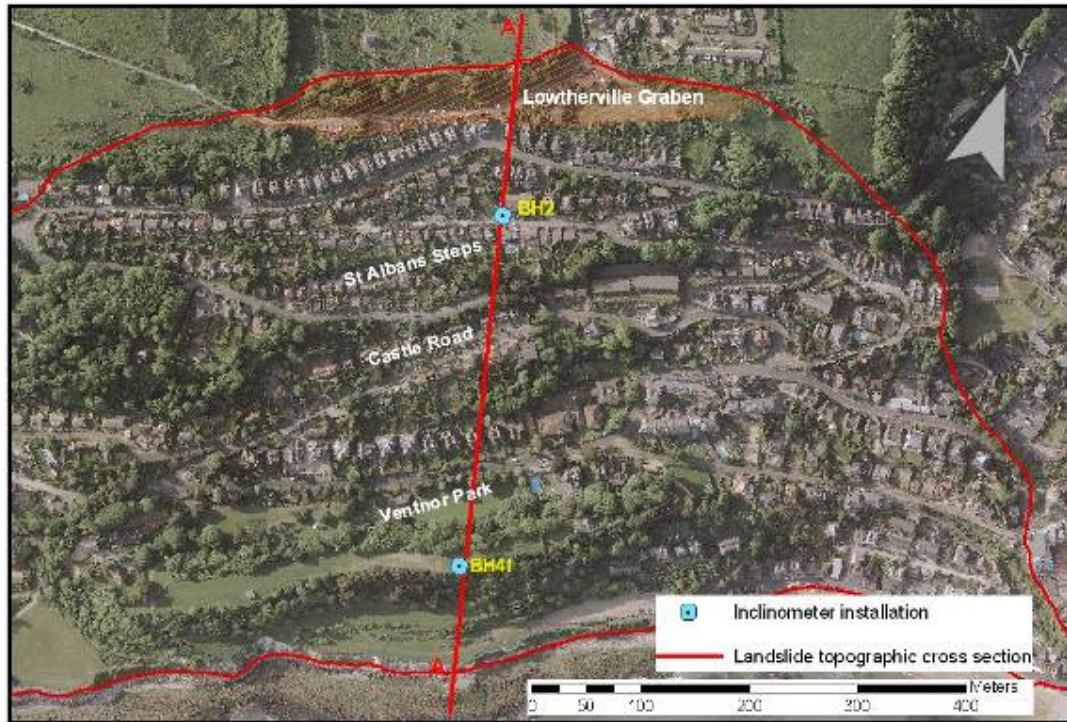 A
N
Lowtherville Graben
BH2
St Albans Steps
Castle Road
Ventnor Park
BH4f
A
Inclinometer installation
Landslide topographic cross section
Meters
0 50 100 200 300 400